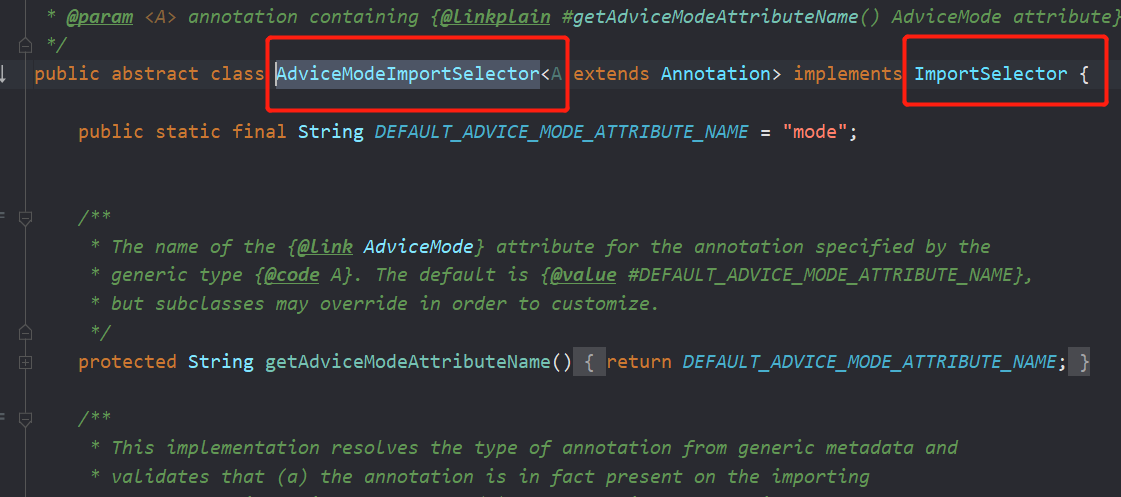 * @param <A> annotation containing {@linkplain #getAdviceModeAttributeName() AdviceMode attribute}
*/
public abstract class AdviceModeImportSelector<A extends Annotation> implements ImportSelector {
public static final String DEFAULT_ADVICE_MODE_ATTRIBUTE_NAME = "mode";
/**
* The name of the {@link AdviceMode} attribute for the annotation specified by the
* generic type {@code A}. The default is {@value #DEFAULT_ADVICE_MODE_ATTRIBUTE_NAME},
* but subclasses may override in order to customize.
*/
protected String getAdviceModeAttributeName() { return DEFAULT_ADVICE_MODE_ATTRIBUTE_NAME; }
/**
* This implementation resolves the type of annotation from generic metadata and
* validates that (a) the annotation is in fact present on the importing